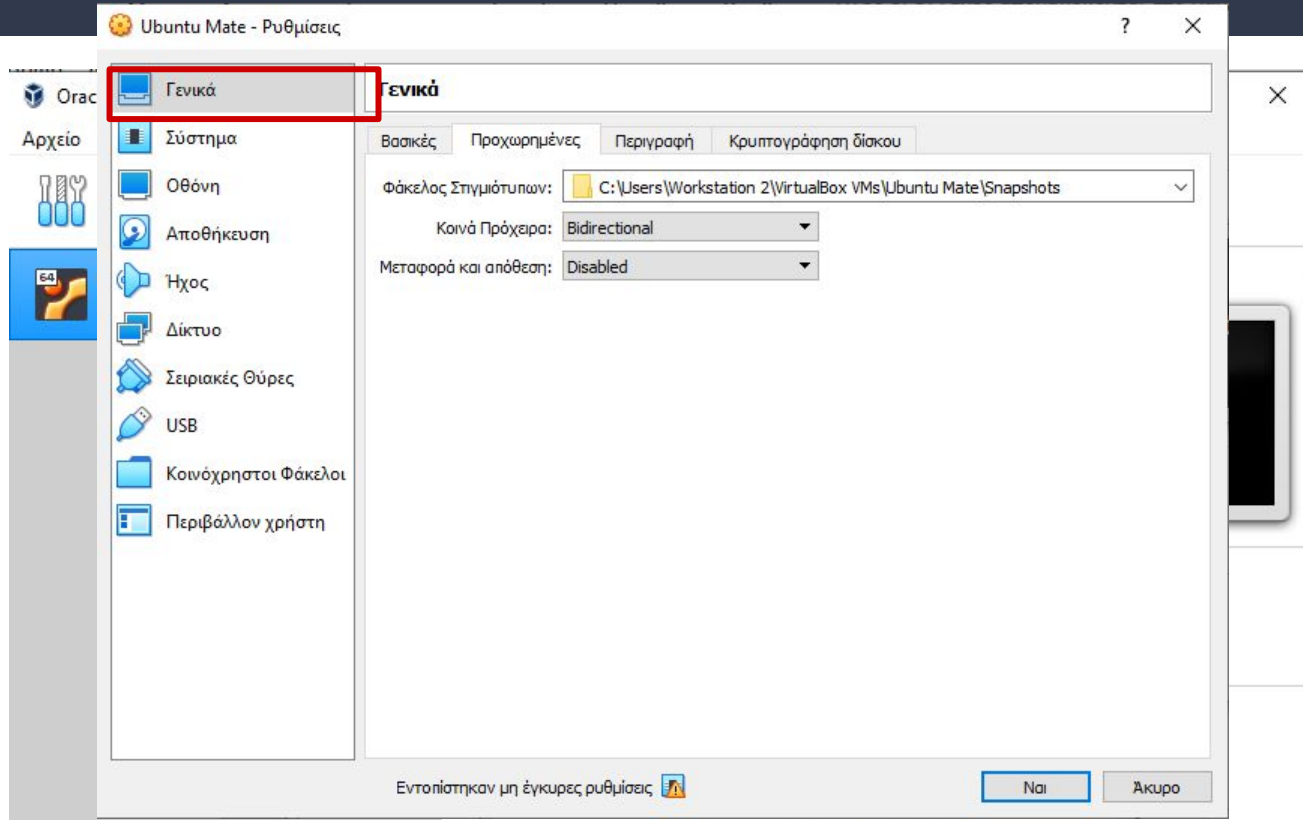 Ubuntu Mate - Ρυθμίσεις
?
Orac
Αρχείο
64
Γενικά
Σύστημα
Οθόνη
Αποθήκευση
Ήχος
Δίκτυο
Σειριακές Θύρες
USB
Κοινόχρηστοι Φάκελοι
Περιβάλλον χρήστη
Γενικά
Βασικές Προχωρημένες Περιγραφή Κρυπτογράφηση δίσκου
Φάκελος Στιγμιότυπων: C:\Users\Workstation 2\VirtualBox VMs\Ubuntu Mate\Snapshots
Κοινά Πρόχειρα: Bidirectional
Μεταφορά και απόθεση: Disabled
Εντοπίστηκαν μη έγκυρες ρυθμίσεις
Ναι Άκυρο